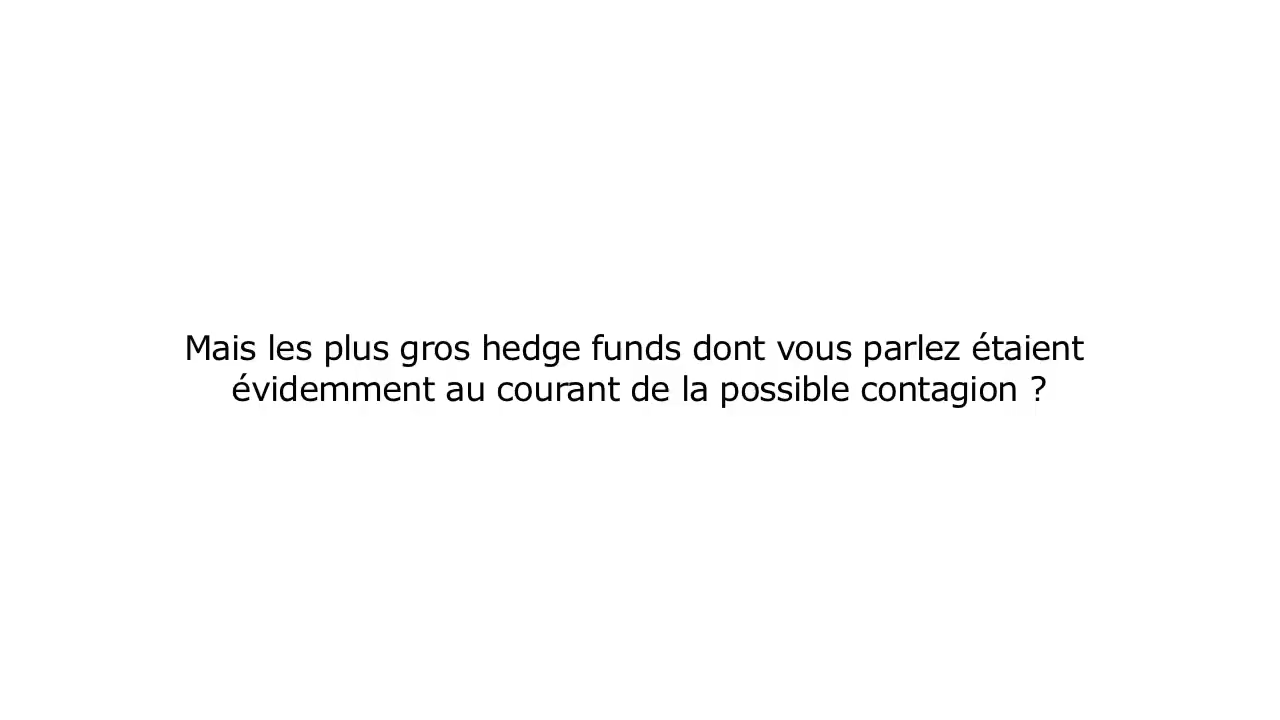 Mais les plus gros hedge funds dont vous parlez étaient
évidemment au courant de la possible contagion ?